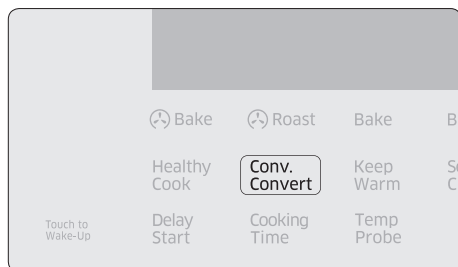 Bake Roast Bake B
Healthy Cook
Conv. Convert
Keep Warm
Touch to Wake-Up
Delay Start
Cooking Time
Temp Probe